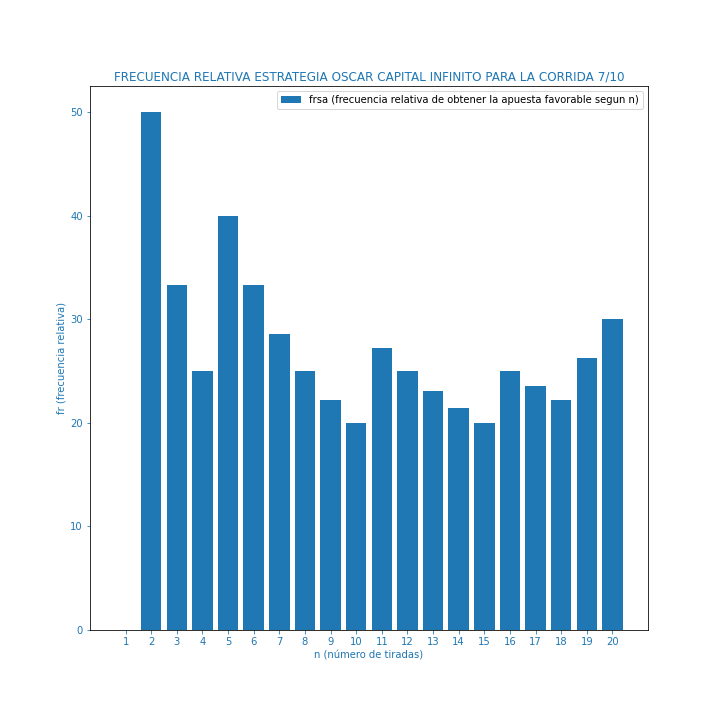 FRECUENCIA RELATIVA ESTRATEGIA OSCAR CAPITAL INFINITO PARA LA CORRIDA 7/10
frsa (frecuencia relativa de obtener la apuesta favorable segun n)
50
40
30
20
10
0
fr (frecuencia relativa)
1 2 3 4 5 6 7 8 9 10 11 12 13 14 15 16 17 18 19 20
n (número de tiradas)